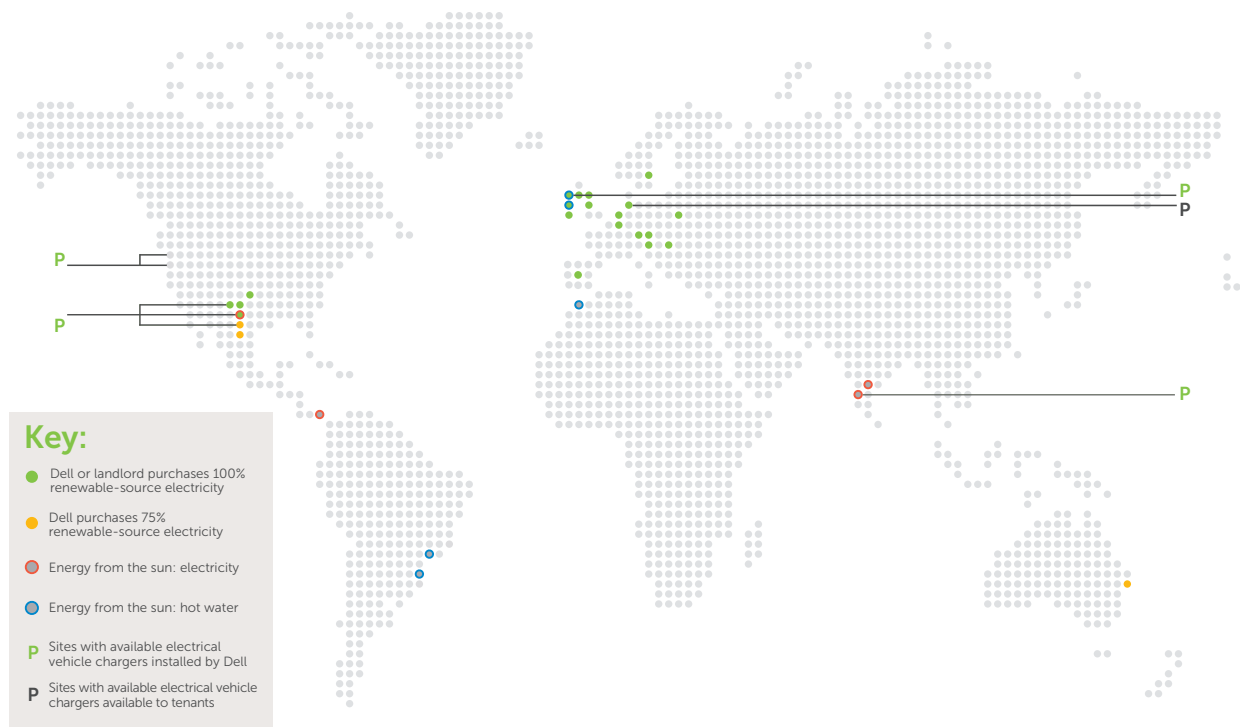 P
P
P
P
P
Key:
Dell or landlord purchases 100%
renewable-source electricity
Dell purchases 75%
renewable-source electricity
Energy from the sun: electricity
Energy from the sun: hot water
P Sites with available electrical
vehicle chargers installed by Dell
P Sites with available electrical vehicle
chargers available to tenants